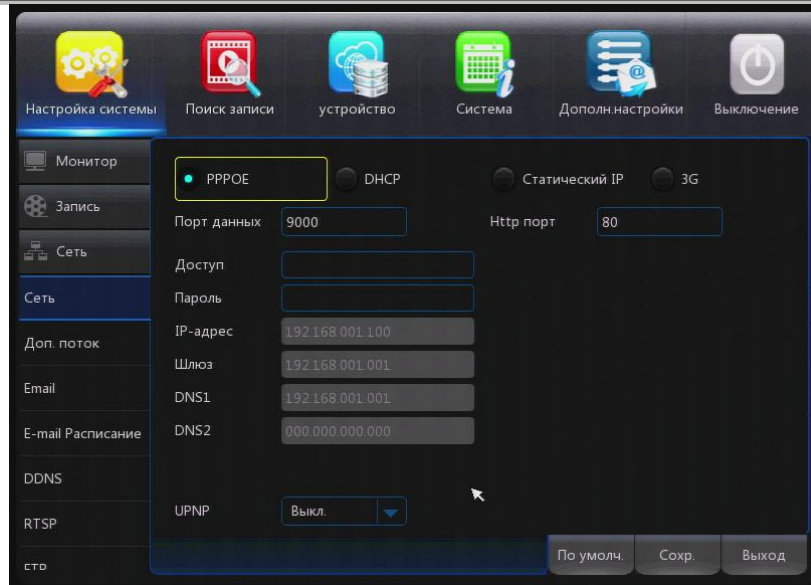 Настройка системы Поиск записи устройство Система Дополн.настройки Выключение
Монитор
Запись
Сеть
Сеть
Доп. поток
Email
E-mail Расписание
DDNS
RTSP
FTP
PPPOE DHCP Статический IP 3G
Порт данных 9000 Http порт 80
Доступ
Пароль
IP-адрес 192.168.001.100
Шлюз 192.168.001.001
DNS1 192.168.001.001
DNS2 000.000.000.000
UPNP Выкл.
По умолч. Сохр. Выход